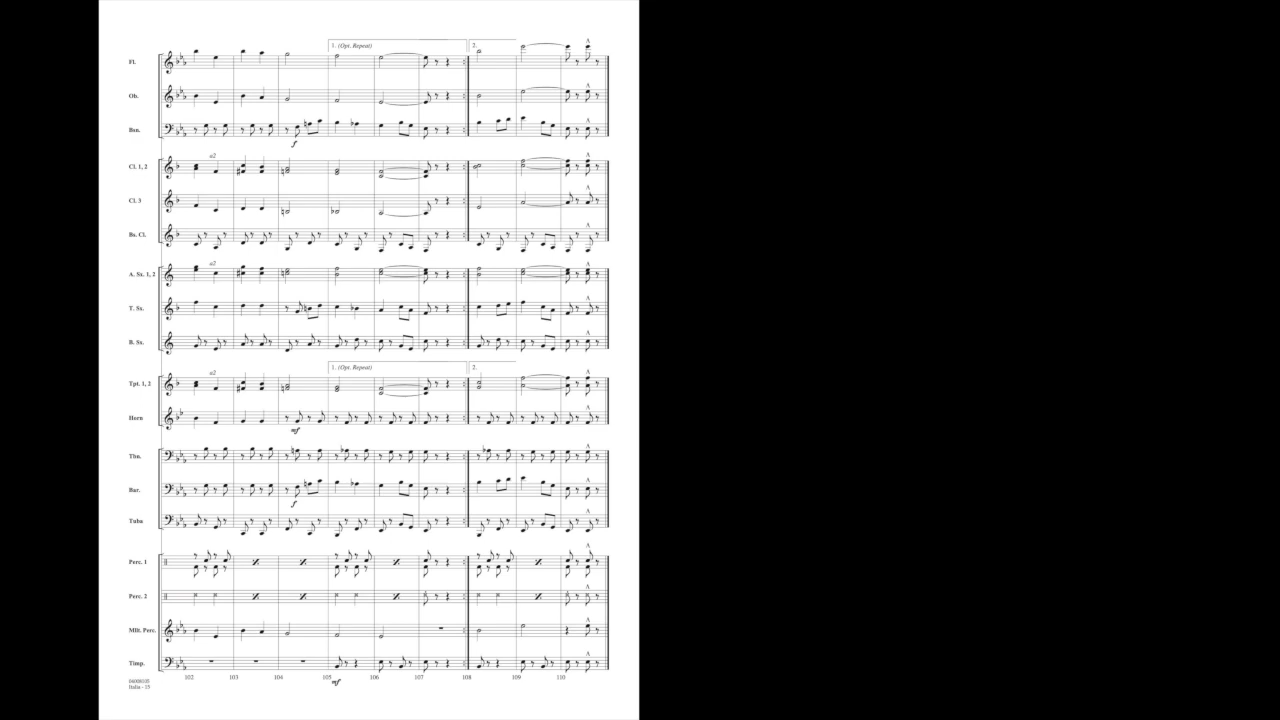 1. (Opt. Repeat) 2.
Fl.
Ob.
Bsn.
f
Cl. 1, 2
a2
Cl. 3
Bs. Cl.
A. Sx. 1, 2
a2
T. Sx.
B. Sx.
1. (Opt. Repeat) 2.
Tpt. 1, 2
a2
Horn
mf
Tbn.
Bar.
f
Tuba
Perc. 1
Perc. 2
Mlt. Perc.
Timp.
102 103 104 105 106 107 108 109 110
mf
Italia - 15